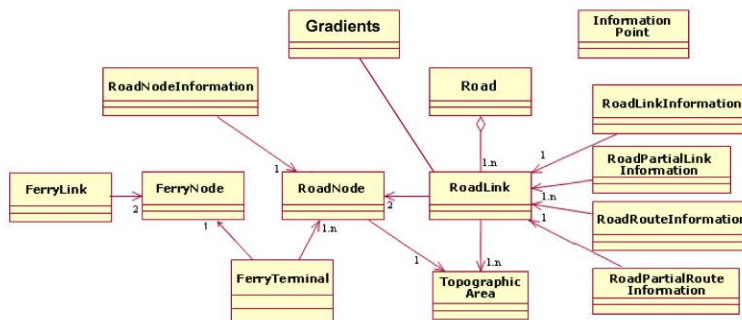 Gradients
Information
Point
RoadNodeInformation
Road
RoadLinkInformation
1
1.n
1
RoadPartialLink
Information
FerryLink
FerryNode
RoadNode
RoadLink
1.n
2
2
RoadRouteInformation
1
1
1.n
1
1.n
FerryTerminal
Topographic
Area
RoadPartialRoute
Information